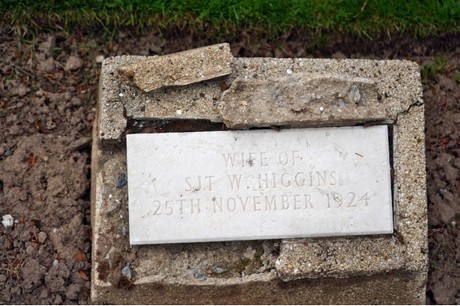 WIFE OF
SJT W. HIGGINS
25TH NOVEMBER 1924